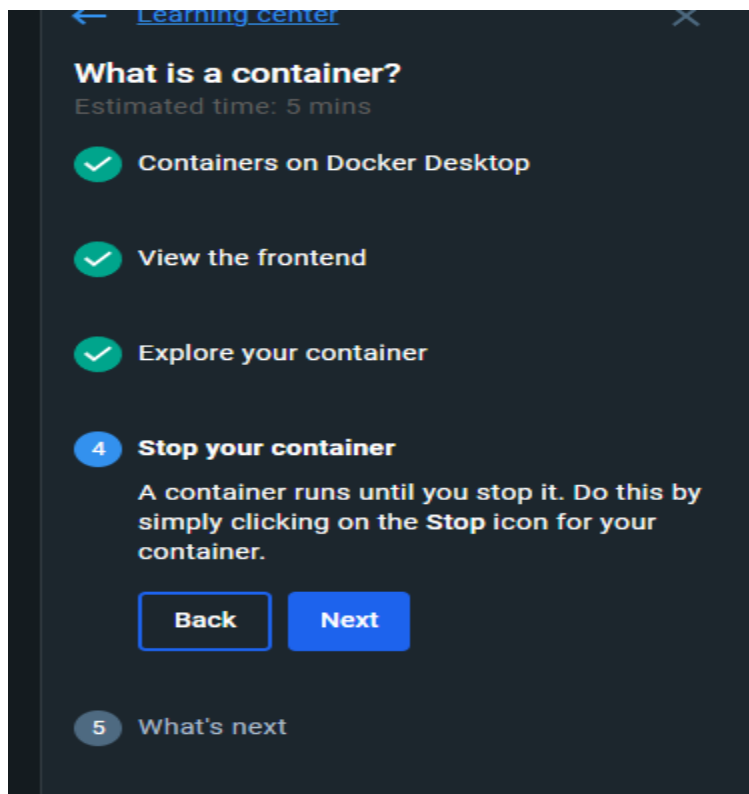 Learning center
What is a container?
Estimated time: 5 mins
Containers on Docker Desktop
View the frontend
Explore your container
4 Stop your container
A container runs until you stop it. Do this by
simply clicking on the Stop icon for your
container.
Back Next
5 What's next